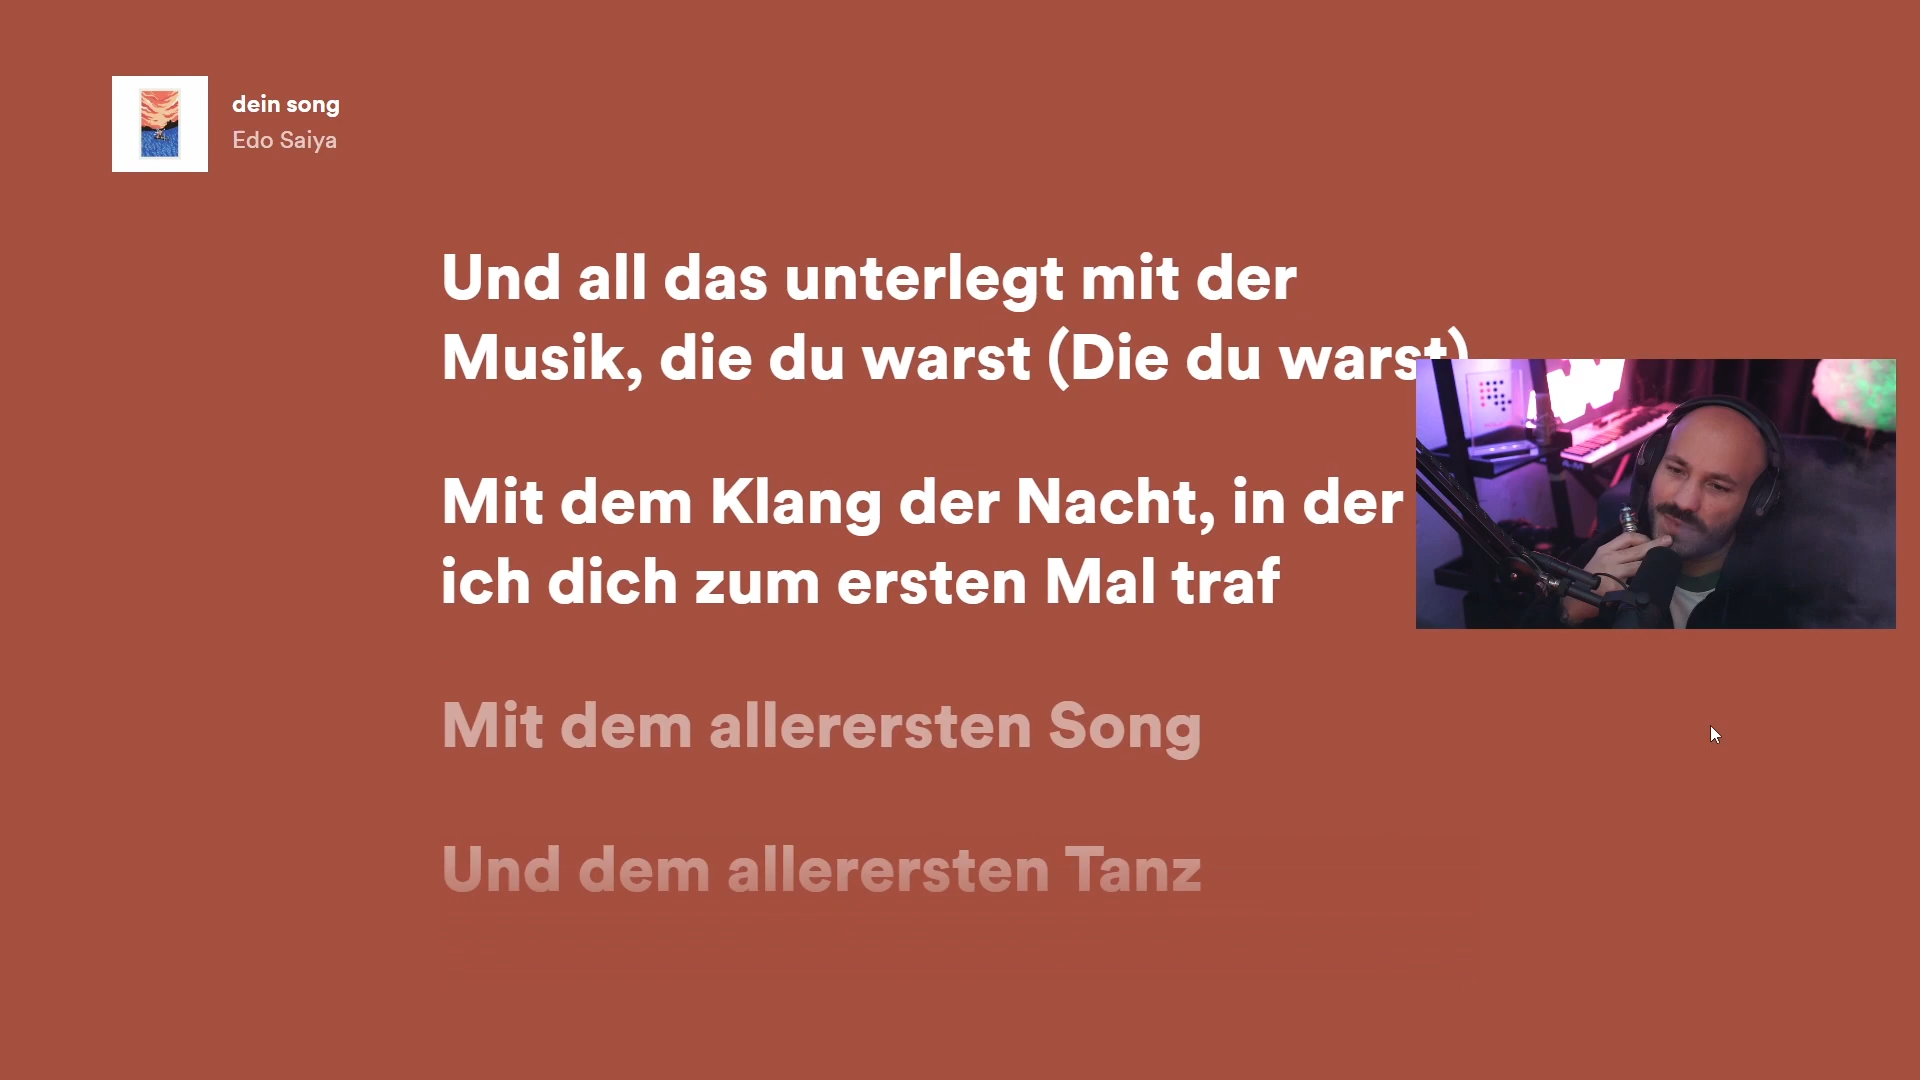 dein song
Edo Saiya
Und all das unterlegt mit der
Musik, die du warst (Die du warst)
Mit dem Klang der Nacht, in der
ich dich zum ersten Mal traf
Mit dem allerersten Song
Und dem allerersten Tanz